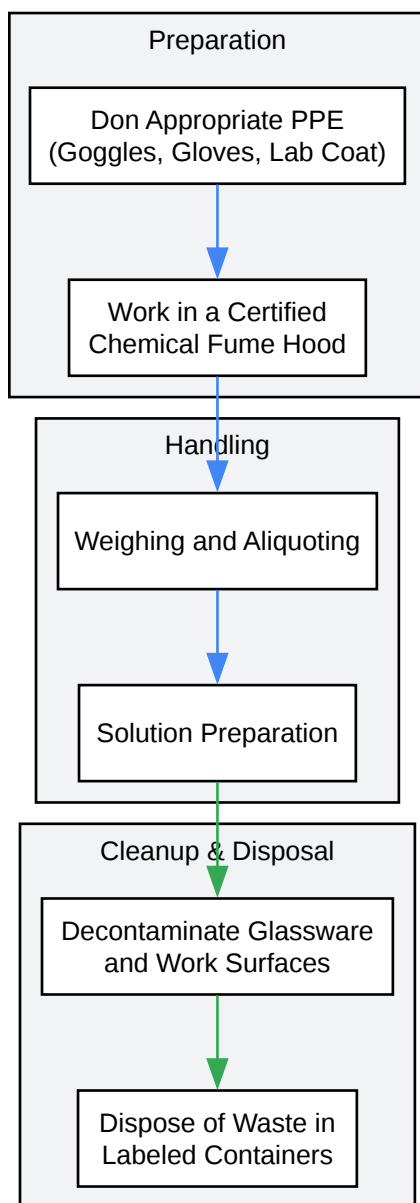 Preparation
Don Appropriate PPE
(Goggles, Gloves, Lab Coat)
Work in a Certified
Chemical Fume Hood
Handling
Weighing and Aliquoting
Solution Preparation
Cleanup & Disposal
Decontaminate Glassware
and Work Surfaces
Dispose of Waste in
Labeled Containers